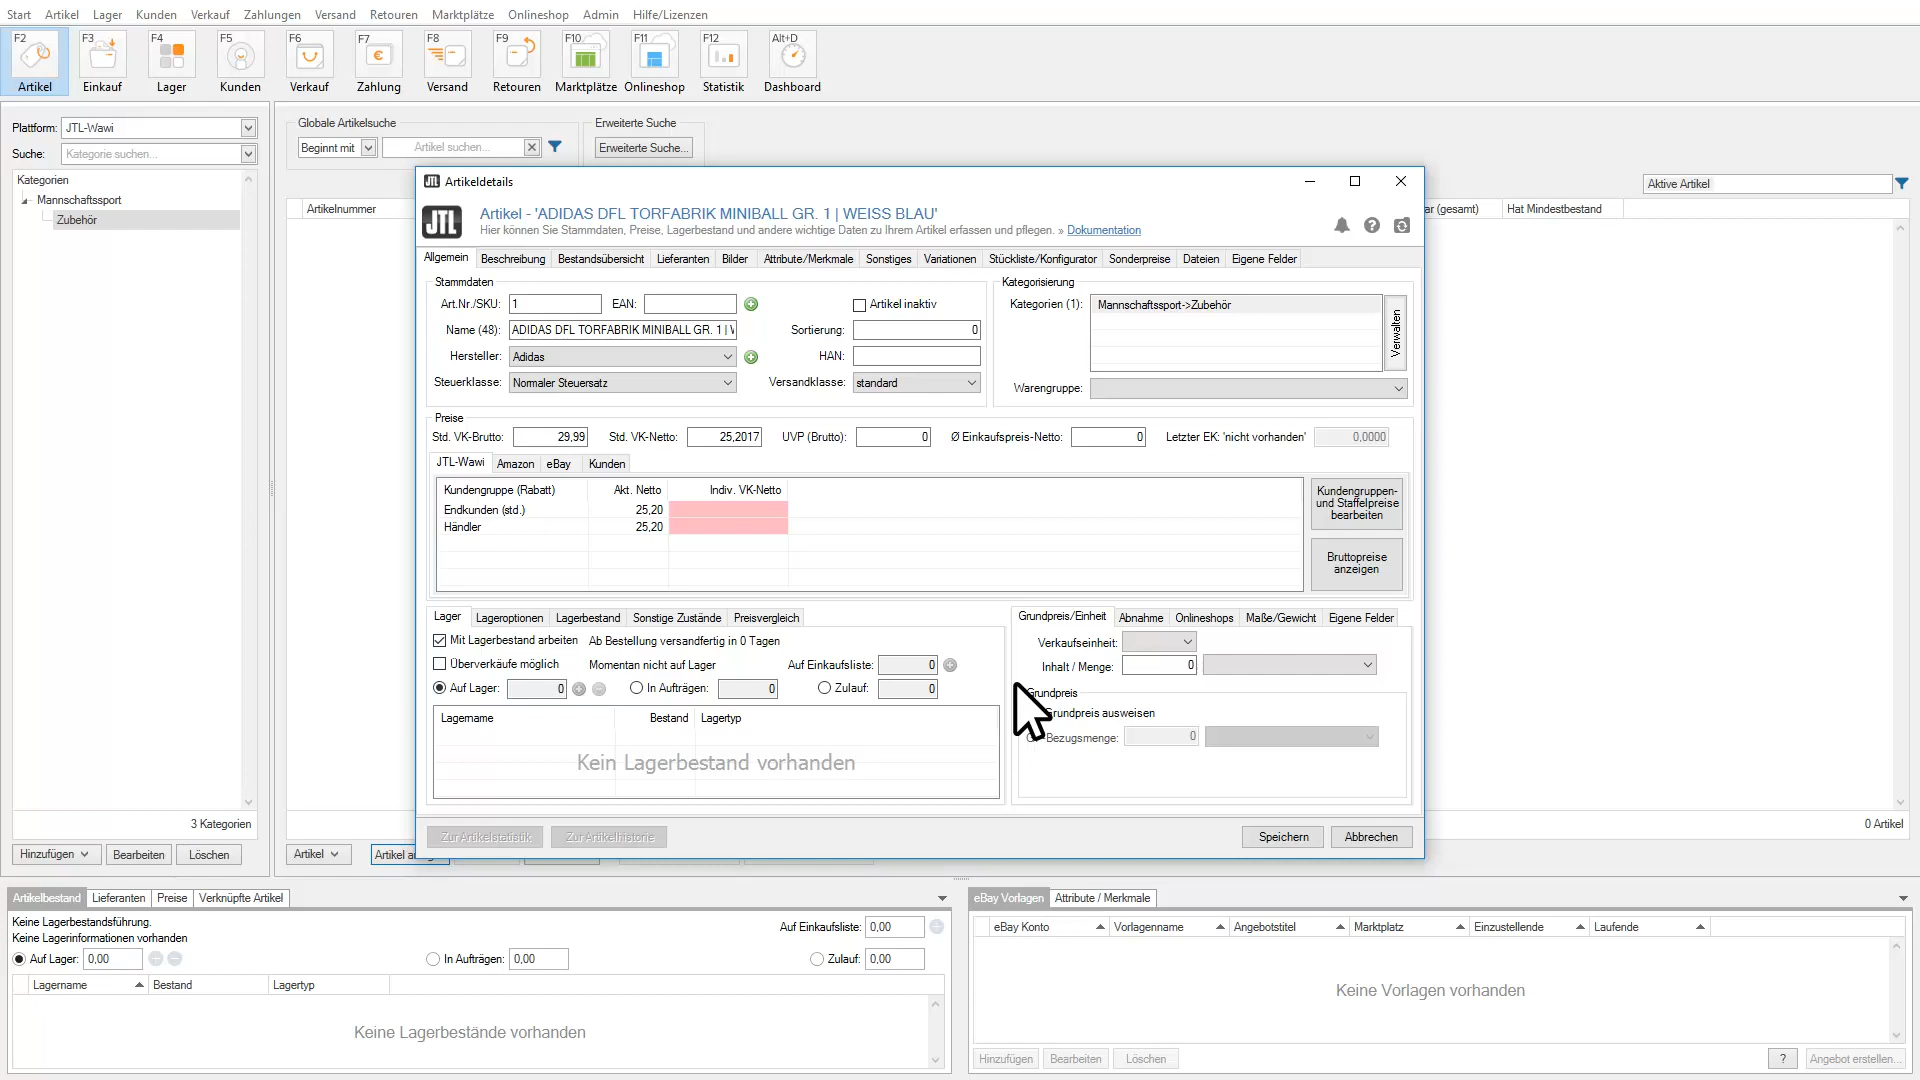 Start Artikel Lager Kunden Verkauf Zahlungen Versand Retouren Marktplätze Onlineshop Admin Hilfe/Lizenzen
F2 F3 F4 F5 F6 F7 F8 F9 F10 F11 F12 Alt+D
Artikel Einkauf Lager Kunden Verkauf Zahlung Versand Retouren Marktplätze Onlineshop Statistik Dashboard
Plattform: JTL-Wawi
Suche: Kategorie suchen...
Kategorien
Mannschaftssport
Zubehör
3 Kategorien
Hinzufügen Bearbeiten Löschen
Globale Artikelsuche
Beginnt mit Artikel suchen...
Erweiterte Suche
Erweiterte Suche...
Aktive Artikel
Artikelnummer
ar (gesamt) Hat Mindestbestand
0 Artikel
Artikel
JTL Artikeldetails
JTL
Artikel - 'ADIDAS DFL TORFABRIK MINIBALL GR. 1 | WEISS BLAU'
Hier können Sie Stammdaten, Preise, Lagerbestand und andere wichtige Daten zu Ihrem Artikel erfassen und pflegen. » Dokumentation
Allgemein Beschreibung Bestandsübersicht Lieferanten Bilder Attribute/Merkmale Sonstiges Variationen Stückliste/Konfigurator Sonderpreise Dateien Eigene Felder
Stammdaten
Art.Nr./SKU: 1 EAN: Artikel inaktiv
Name (48): ADIDAS DFL TORFABRIK MINIBALL GR. 1 | Sortierung: 0
Hersteller: Adidas HAN:
Steuerklasse: Normaler Steuersatz Versandklasse: standard
Kategorisierung
Kategorien (1): Mannschaftssport->Zubehör
Verwalten
Warengruppe:
Preise
Std. VK-Brutto: 29,99 Std. VK-Netto: 25,2017 UVP (Brutto): 0 Ø Einkaufspreis-Netto: 0 Letzter EK: 'nicht vorhanden' 0,0000
JTL-Wawi Amazon eBay Kunden
Kundengruppe (Rabatt) Akt. Netto Indiv. VK-Netto
Endkunden (std.) 25,20
Händler 25,20
Kundengruppen-
und Staffelpreise
bearbeiten
Bruttopreise
anzeigen
Lager Lageroptionen Lagerbestand Sonstige Zustände Preisvergleich
Mit Lagerbestand arbeiten Ab Bestellung versandfertig in 0 Tagen
Überverkäufe möglich Momentan nicht auf Lager Auf Einkaufsliste: 0
Auf Lager: 0 In Aufträgen: 0 Zulauf: 0
Lagername Bestand Lagertyp
Kein Lagerbestand vorhanden
Grundpreis/Einheit Abnahme Onlineshops Maße/Gewicht Eigene Felder
Verkaufseinheit:
Inhalt / Menge: 0
Grundpreis
Grundpreis ausweisen
Bezugsmenge: 0
Zur Artikelstatistik Zur Artikelhistorie Speichern Abbrechen
Artikelbestand Lieferanten Preise Verknüpfte Artikel
Keine Lagerbestandsführung.
Keine Lagerinformationen vorhanden
Auf Einkaufsliste: 0,00
Auf Lager: 0,00 In Aufträgen: 0,00 Zulauf: 0,00
Lagername Bestand Lagertyp
Keine Lagerbestände vorhanden
eBay Vorlagen Attribute / Merkmale
eBay Konto Vorlagenname Angebotstitel Marktplatz Einzustellende Laufende
Keine Vorlagen vorhanden
Hinzufügen Bearbeiten Löschen ? Angebot erstellen...